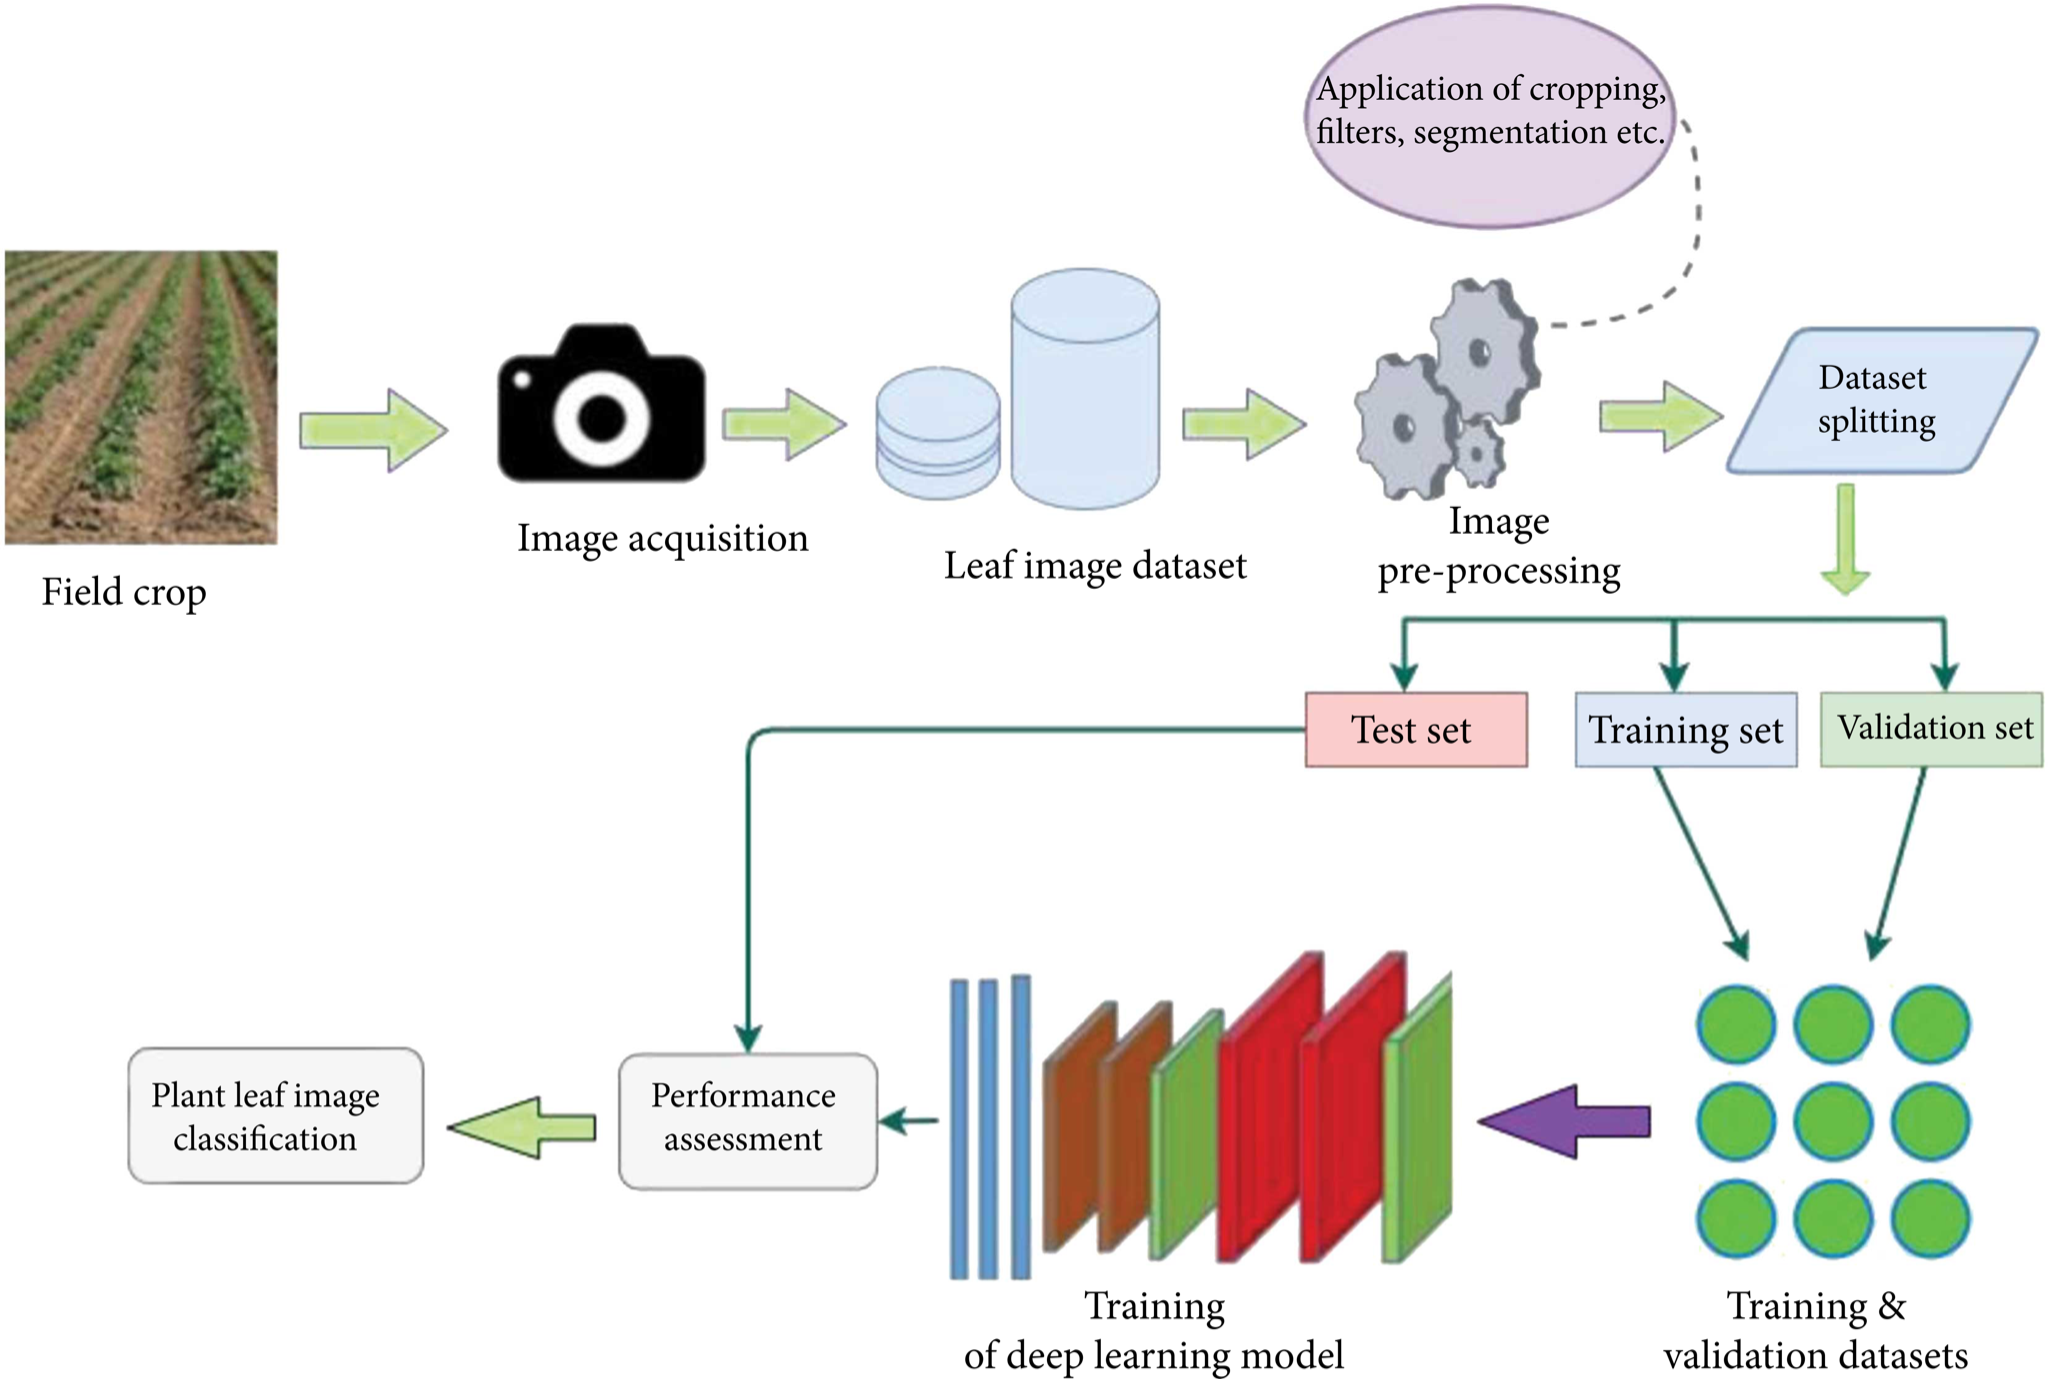 Application of cropping,
filters, segmentation etc.
Field crop
Image acquisition
Leaf image dataset
Image
pre-processing
Dataset
splitting
Test set
Training set
Validation set
Plant leaf image
classification
Performance
assessment
Training
of deep learning model
Training &
validation datasets